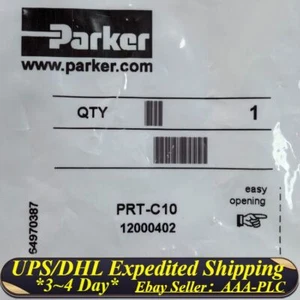 Parker
www.parker.com
QTY 1
PRT-C10
12000402
easy
opening
64970387
UPS/DHL Expedited Shipping
*3~4 Day* Ebay Seller: AAA-PLC